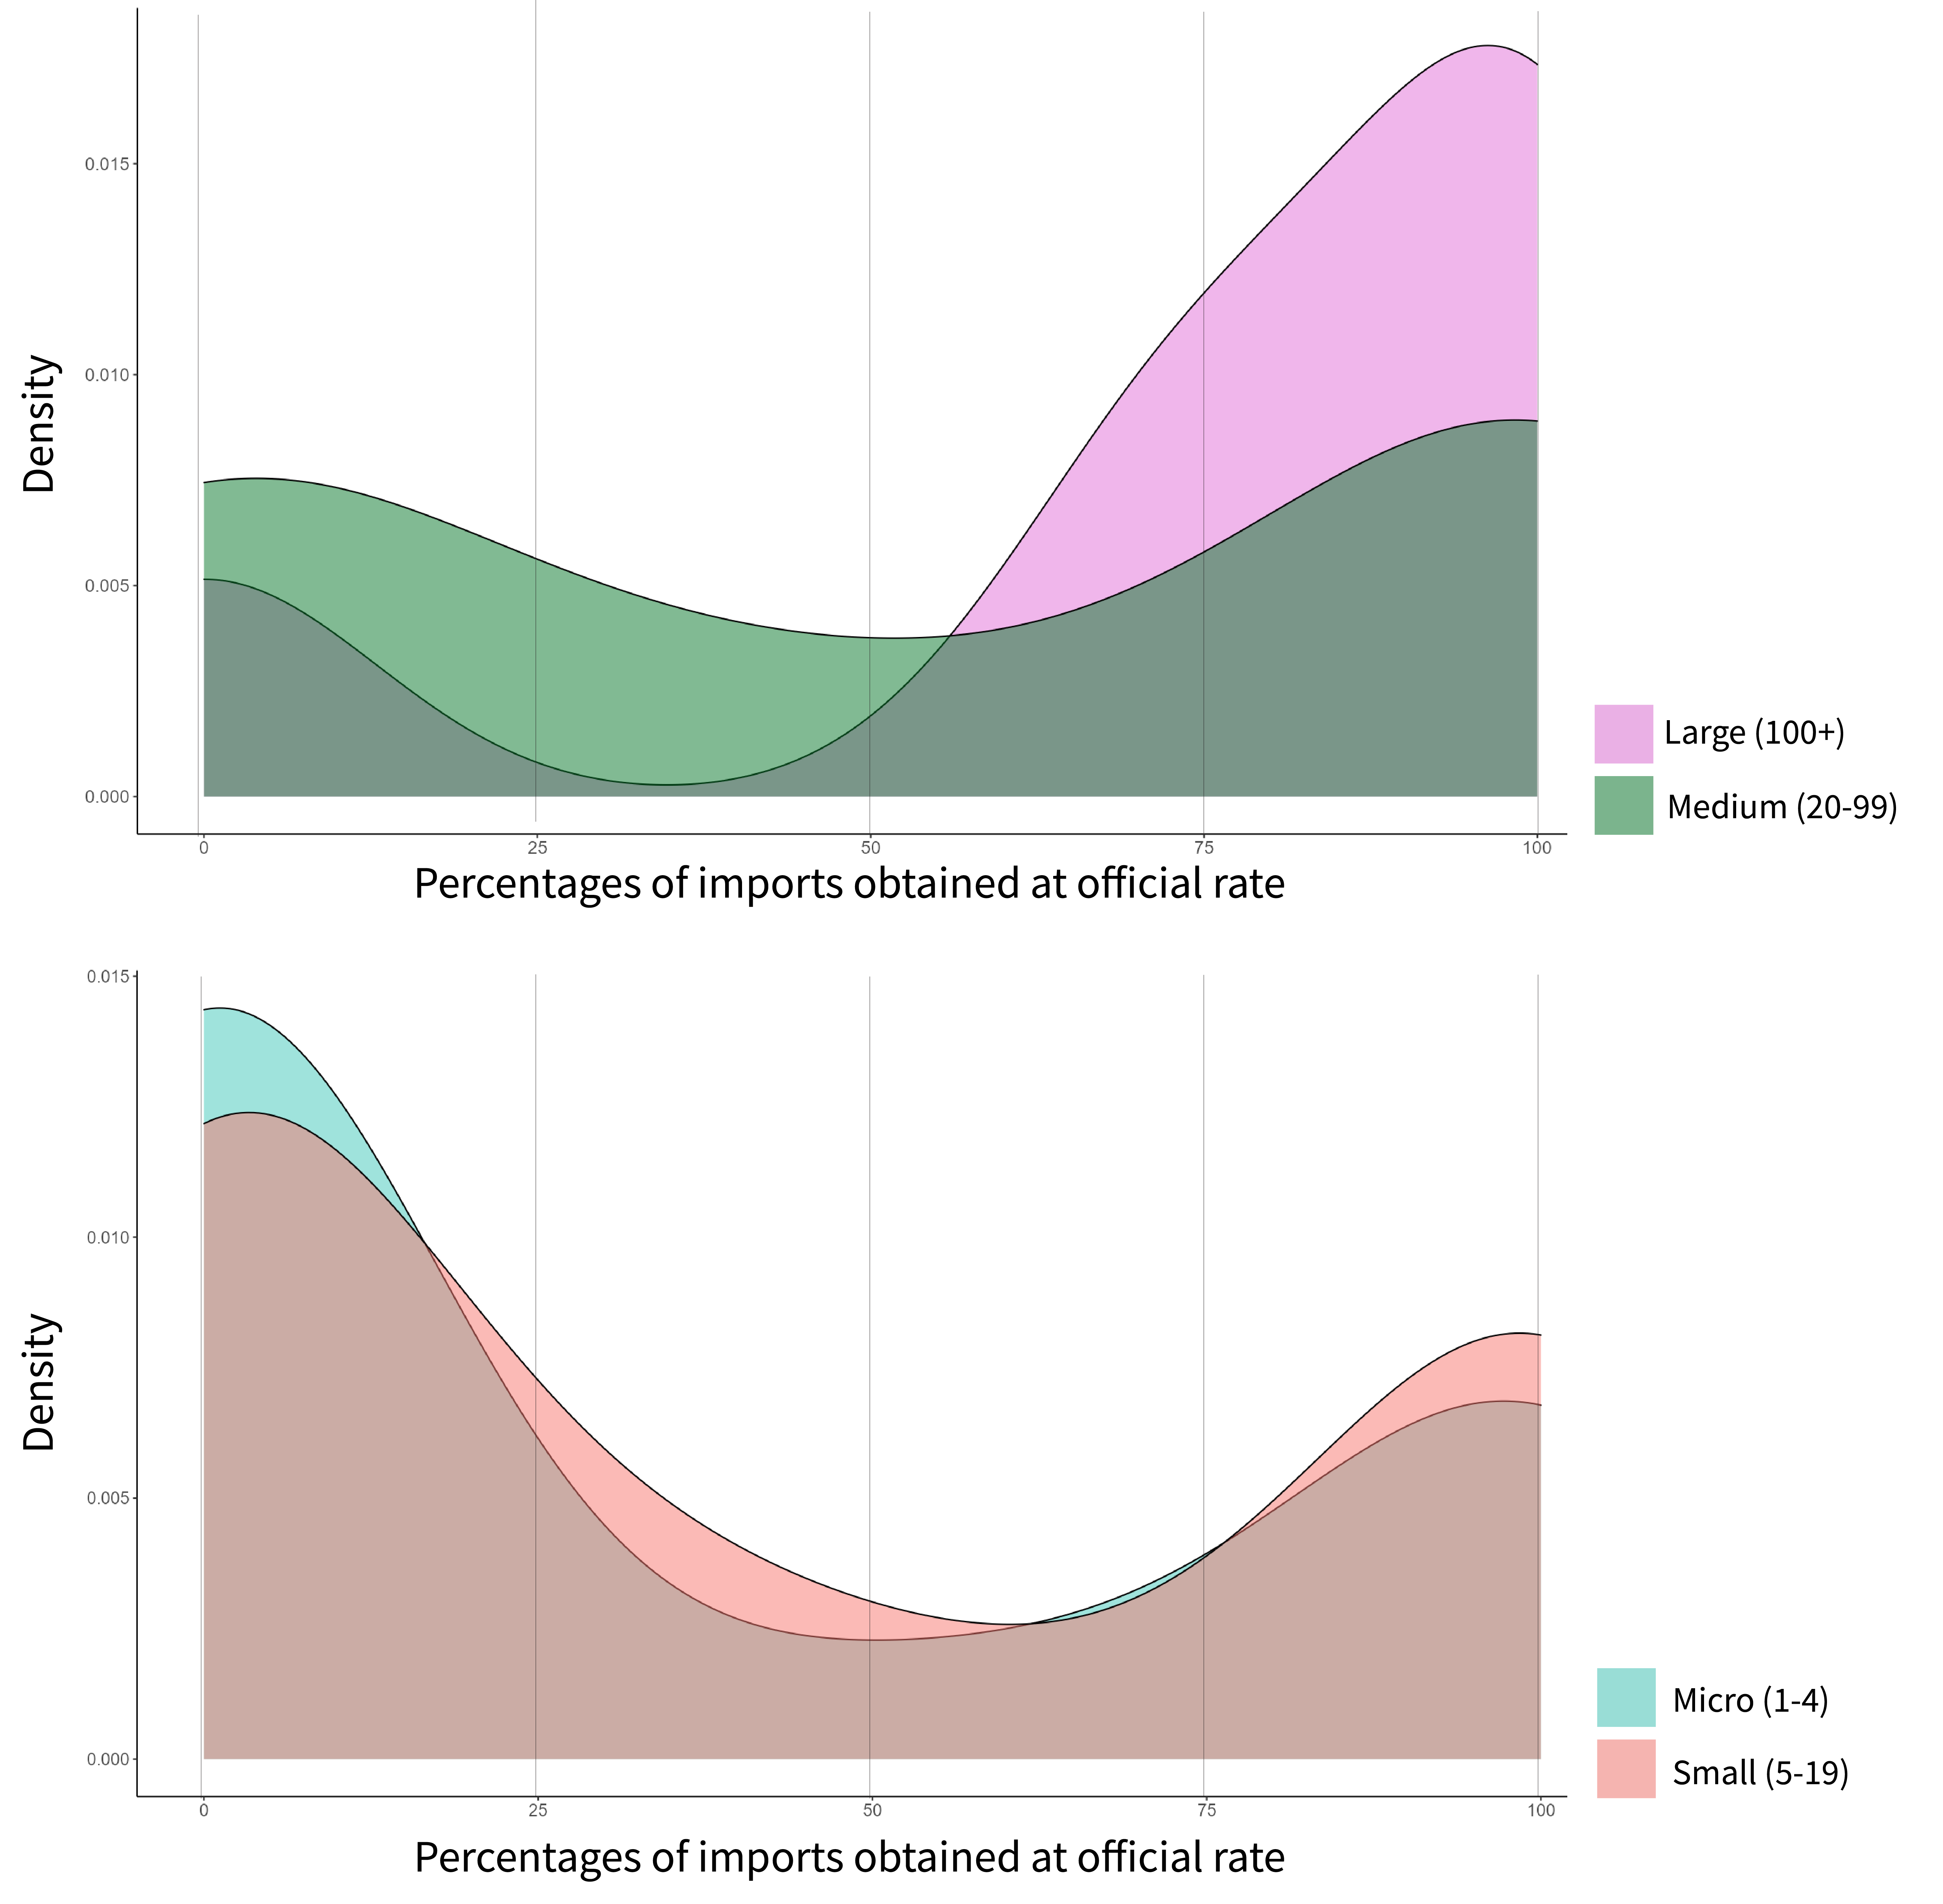 Density
0.015
0.010
0.005
0.000
0 25 50 75 100
Percentages of imports obtained at official rate
Large (100+)
Medium (20-99)
Density
0.015
0.010
0.005
0.000
0 25 50 75 100
Percentages of imports obtained at official rate
Micro (1-4)
Small (5-19)